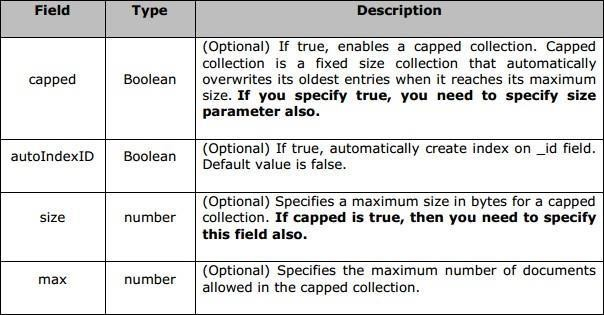 Field Type Description
(Optional) If true, enables a capped collection. Capped
collection is a fixed size collection that automatically
capped Boolean overwrites its oldest entries when it reaches its maximum
size. If you specify true, you need to specify size
parameter also.
autoIndexID Boolean (Optional) If true, automatically create index on _id field.
Default value is false.
(Optional) Specifies a maximum size in bytes for a capped
size number collection. If capped is true, then you need to specify
this field also.
max number (Optional) Specifies the maximum number of documents
allowed in the capped collection.